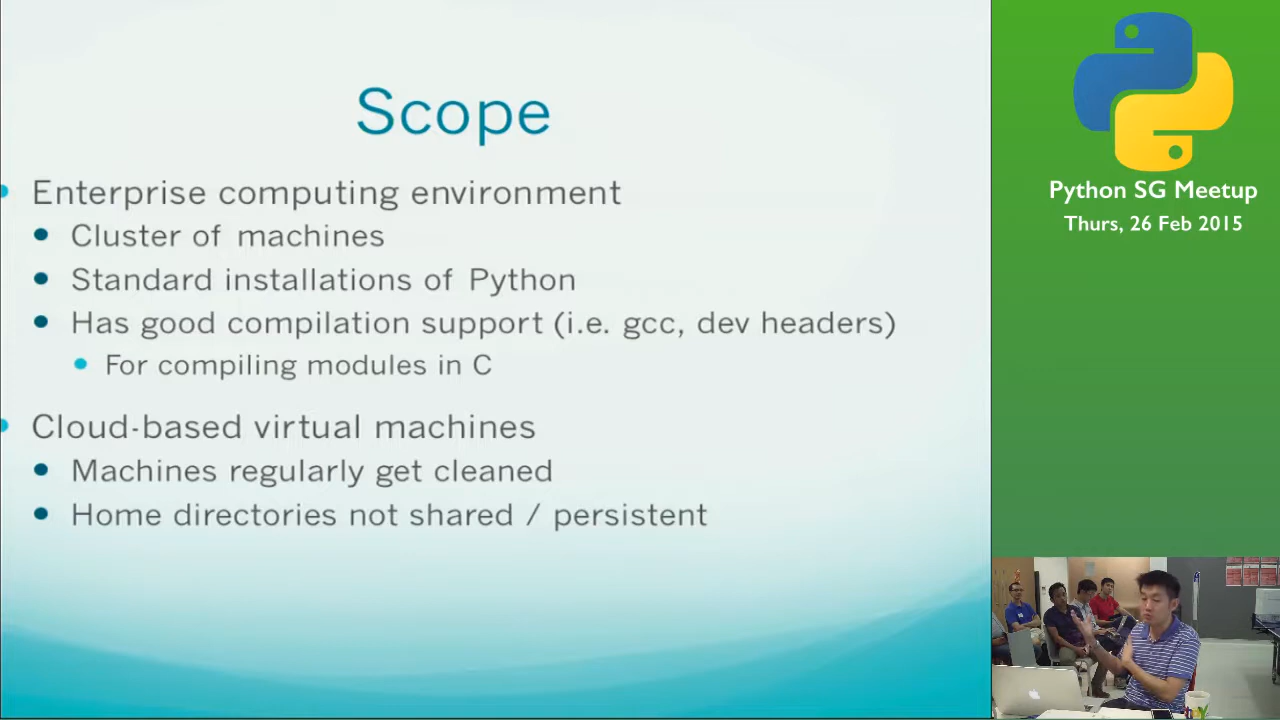 Scope
Enterprise computing environment
Cluster of machines
Standard installations of Python
Has good compilation support (i.e. gcc, dev headers)
For compiling modules in C
Cloud-based virtual machines
Machines regularly get cleaned
Home directories not shared / persistent
Python SG Meetup
Thurs, 26 Feb 2015